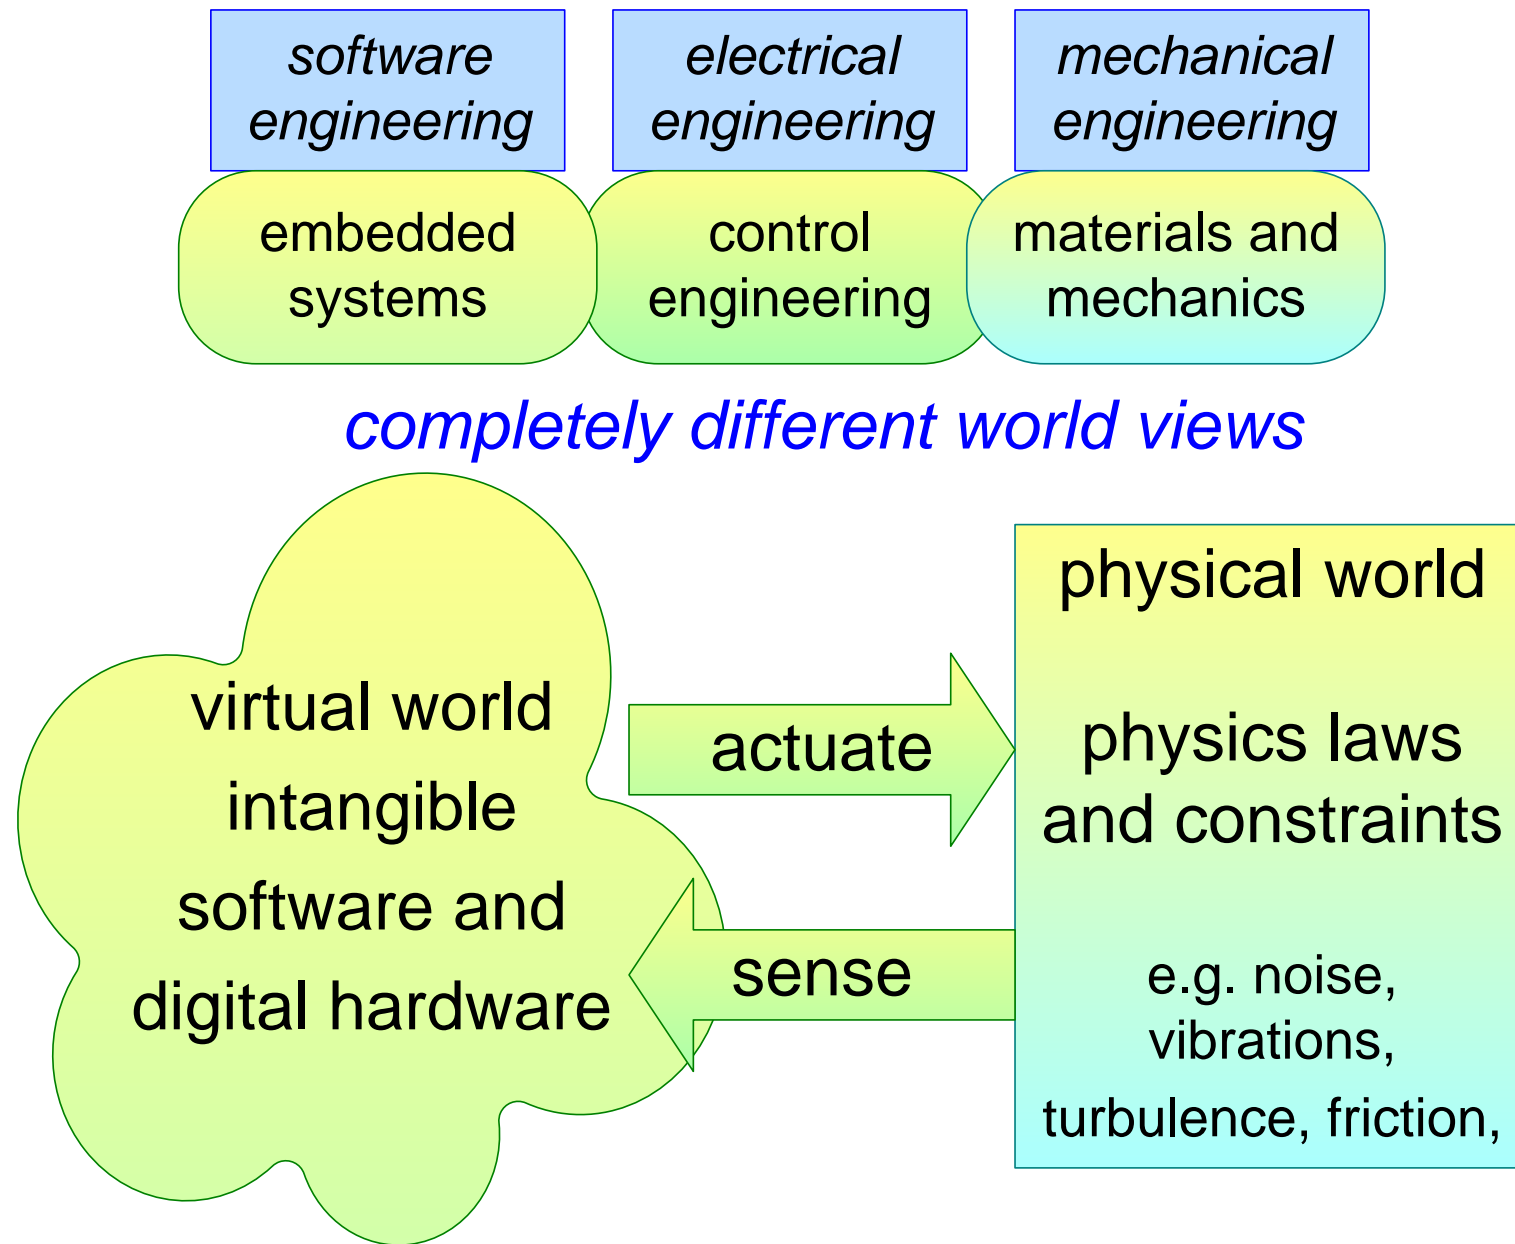 software
engineering
electrical
engineering
mechanical
engineering
embedded
systems
control
engineering
materials and
mechanics
completely different world views
virtual world
intangible
software and
digital hardware
actuate
sense
physical world
physics laws
and constraints
e.g. noise,
vibrations,
turbulence, friction,